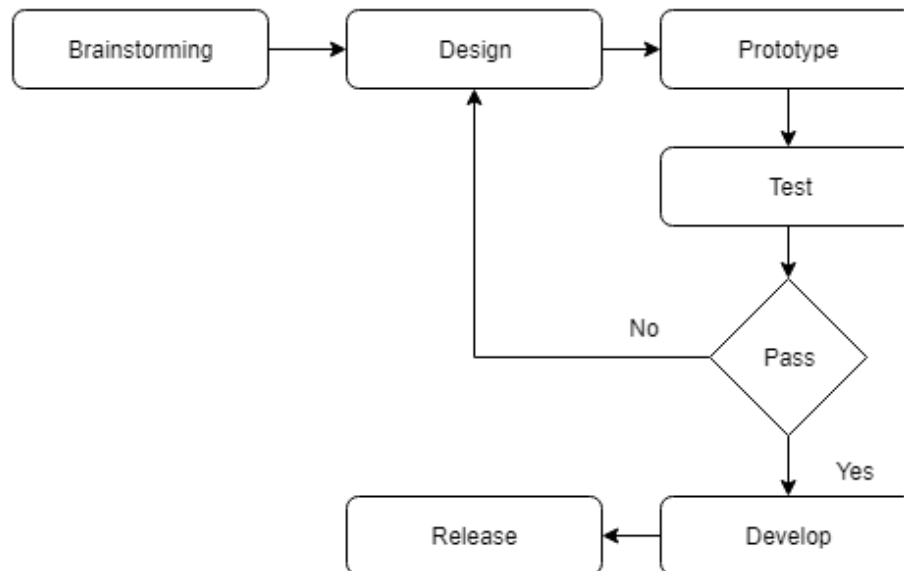 Brainstorming
Design
Prototype
Test
No
Pass
Yes
Release
Develop